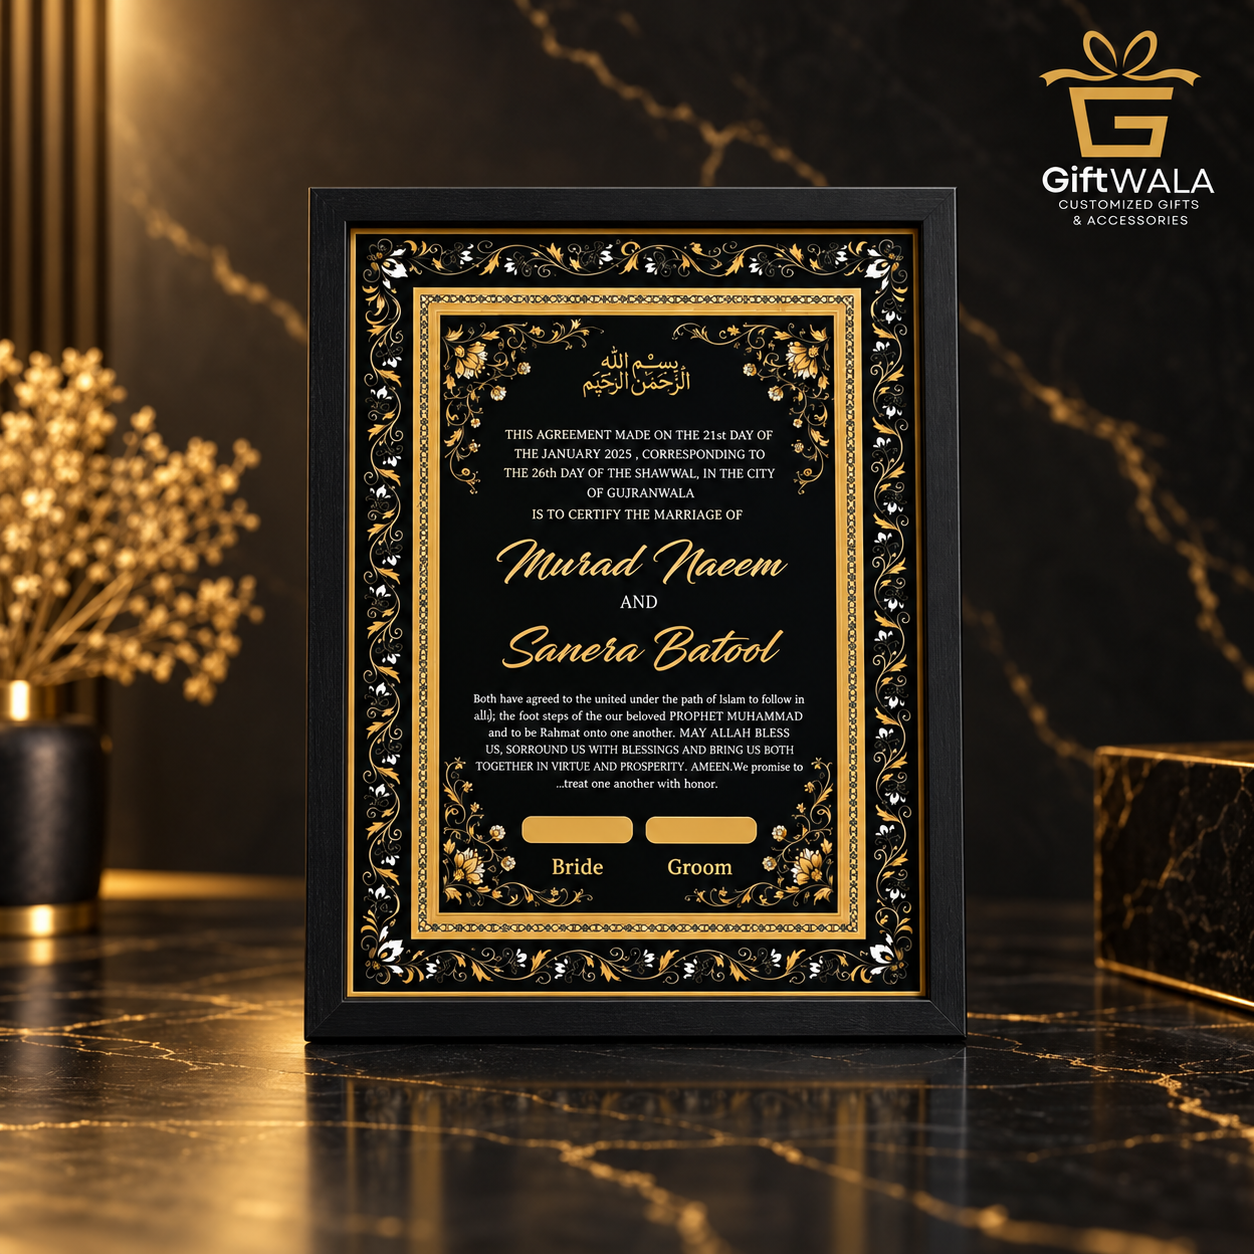 GiftWALA
CUSTOMIZED GIFTS
& ACCESSORIES
بِسْمِ اللهِ
الرَّحْمٰنِ الرَّحِيْمِ
THIS AGREEMENT MADE ON THE 21st DAY OF
THE JANUARY 2025 , CORRESPONDING TO
THE 26th DAY OF THE SHAWWAL, IN THE CITY
OF GUJRANWALA
IS TO CERTIFY THE MARRIAGE OF
Murad Naeem
AND
Sanera Batool
Both have agreed to the united under the path of Islam to follow in
the foot steps of the our beloved PROPHET MUHAMMAD
and to be Rahmat onto one another. MAY ALLAH BLESS
US, SORROUND US WITH BLESSINGS AND BRING US BOTH
TOGETHER IN VIRTUE AND PROSPERITY. AMEEN.We promise to
...treat one another with honor.
Bride
Groom